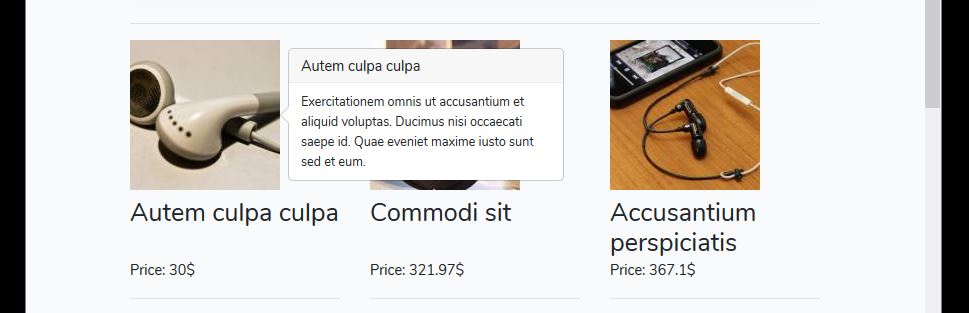 Autem culpa culpa
Exercitationem omnis ut accusantium et
aliquid voluptas. Ducimus nisi occaecati
saepe id. Quae eveniet maxime iusto sunt
sed et eum.
Autem culpa culpa
Commodi sit
Accusantium
perspiciatis
Price: 30$
Price: 321.97$
Price: 367.1$